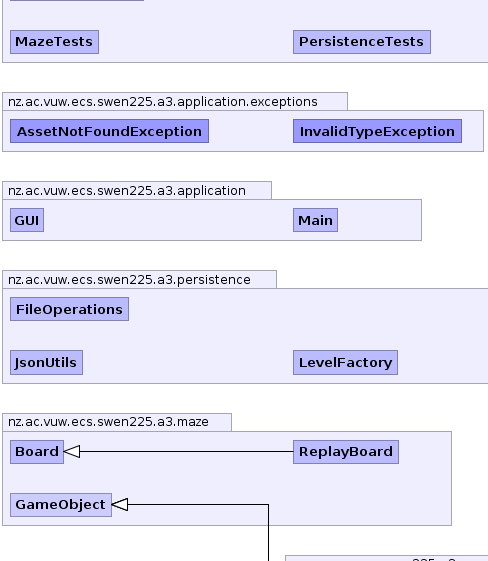 MazeTests
PersistenceTests
nz.ac.vuw.ecs.swen225.a3.application.exceptions
AssetNotFoundException
InvalidTypeException
nz.ac.vuw.ecs.swen225.a3.application
GUI
Main
nz.ac.vuw.ecs.swen225.a3.persistence
FileOperations
JsonUtils
LevelFactory
nz.ac.vuw.ecs.swen225.a3.maze
Board
ReplayBoard
GameObject